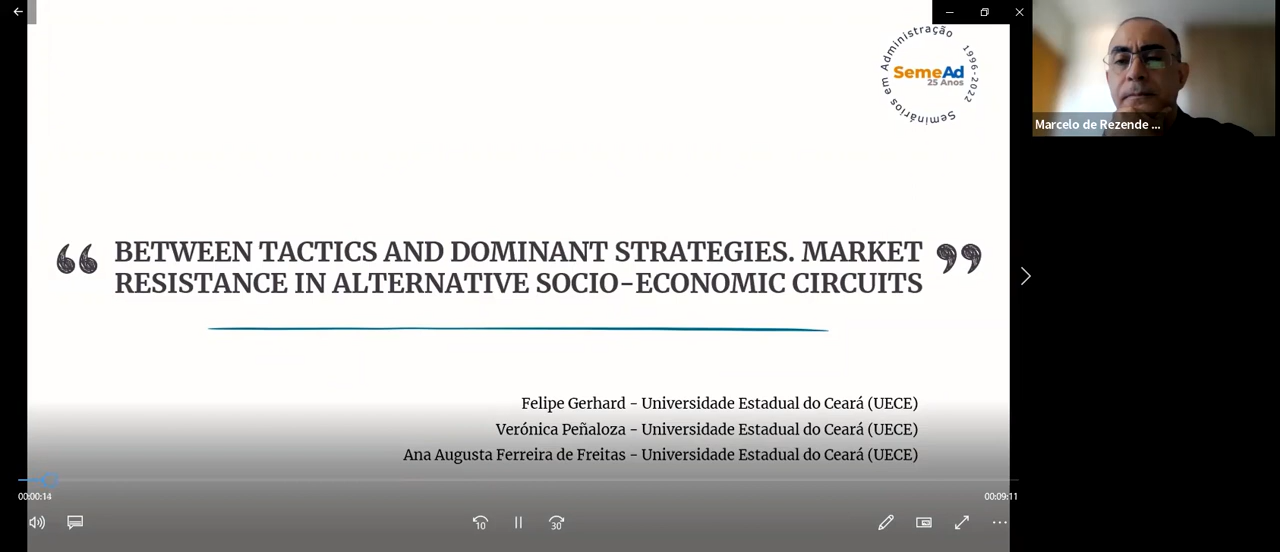 Seminários em Administração 1996-2022
SemeAd
25 Anos
Marcelo de Rezende ...
“ BETWEEN TACTICS AND DOMINANT STRATEGIES. MARKET ”
RESISTANCE IN ALTERNATIVE SOCIO-ECONOMIC CIRCUITS
Felipe Gerhard - Universidade Estadual do Ceará (UECE)
Verónica Peñaloza - Universidade Estadual do Ceará (UECE)
Ana Augusta Ferreira de Freitas - Universidade Estadual do Ceará (UECE)
00:00:14
00:09:11
10
30